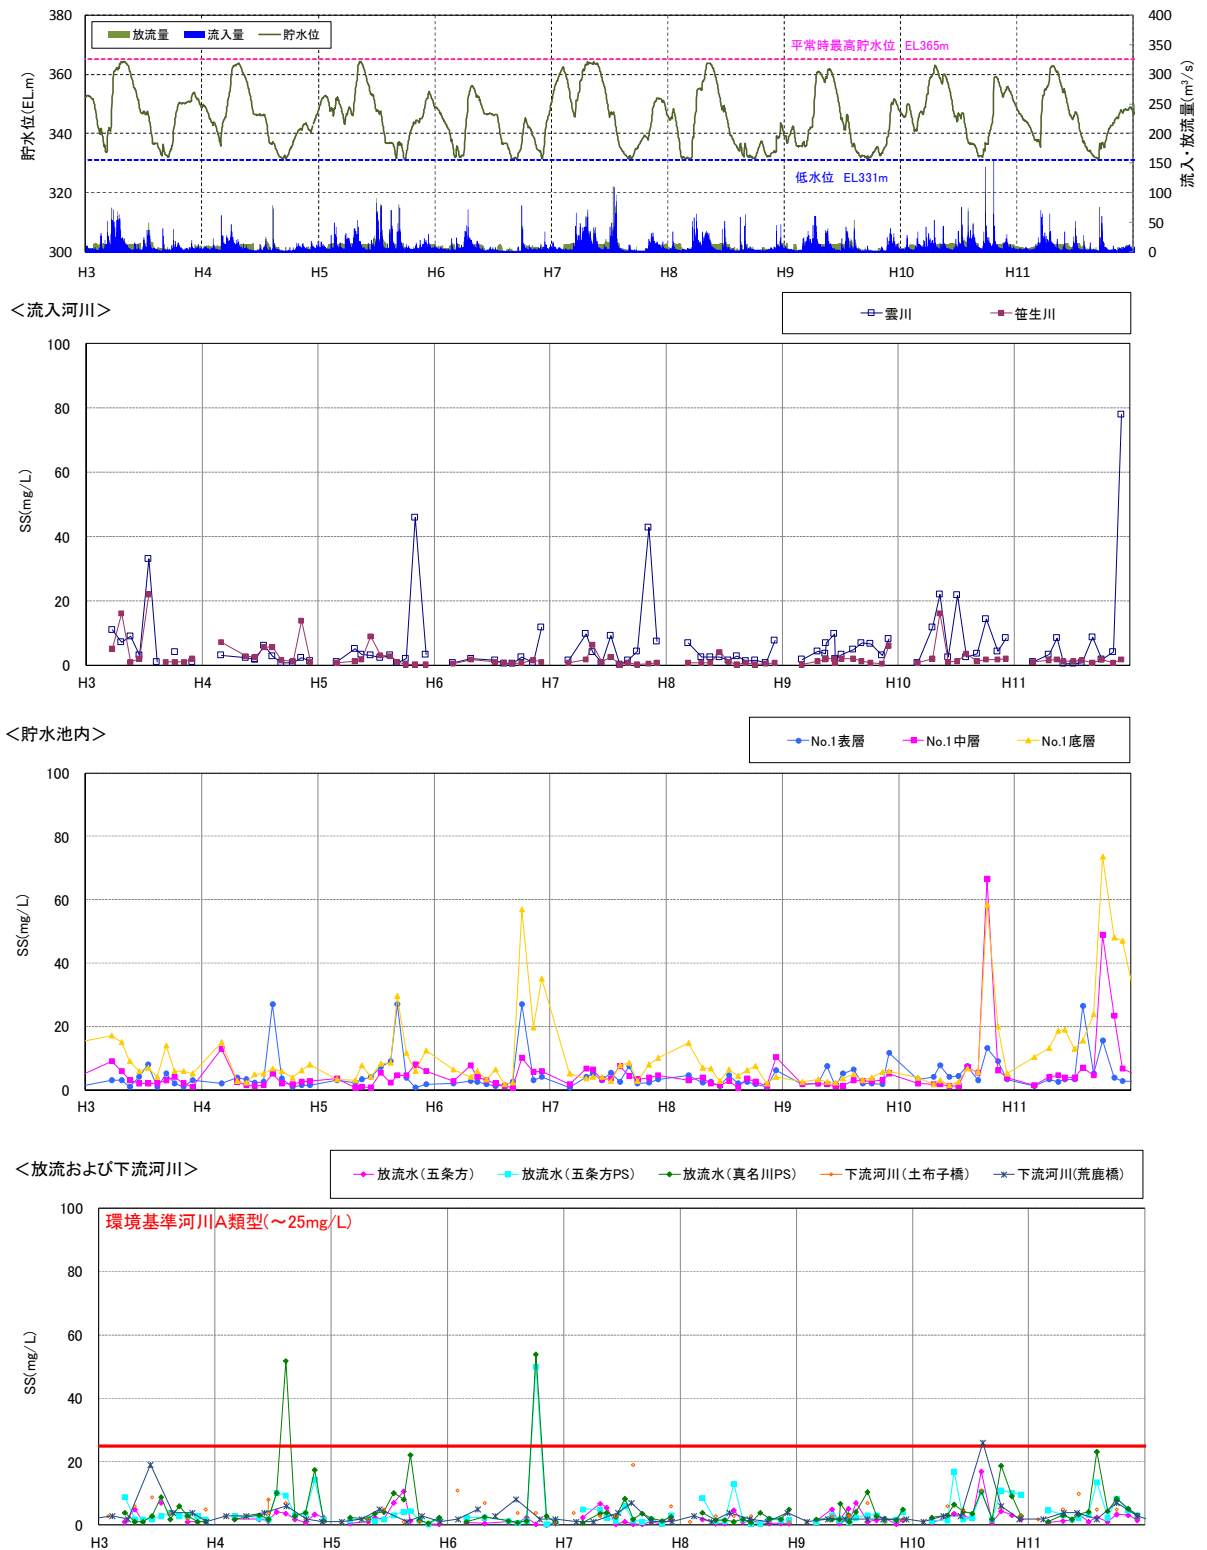 放流量 流入量 貯水位
平常時最高貯水位 EL365m
低水位 EL331m
貯水位(EL.m)
流入・放流量(m³/s)
380
360
340
320
300
400
350
300
250
200
150
100
50
0
H3 H4 H5 H6 H7 H8 H9 H10 H11
＜流入河川＞
雲川 笹生川
SS(mg/L)
100
80
60
40
20
0
H3 H4 H5 H6 H7 H8 H9 H10 H11
＜貯水池内＞
No.1表層 No.1中層 No.1底層
SS(mg/L)
100
80
60
40
20
0
H3 H4 H5 H6 H7 H8 H9 H10 H11
＜放流および下流河川＞
放流水(五条方) 放流水(五条方PS) 放流水(真名川PS) 下流河川(土布子橋) 下流河川(荒鹿橋)
環境基準河川A類型(～25mg/L)
SS(mg/L)
100
80
60
40
20
0
H3 H4 H5 H6 H7 H8 H9 H10 H11